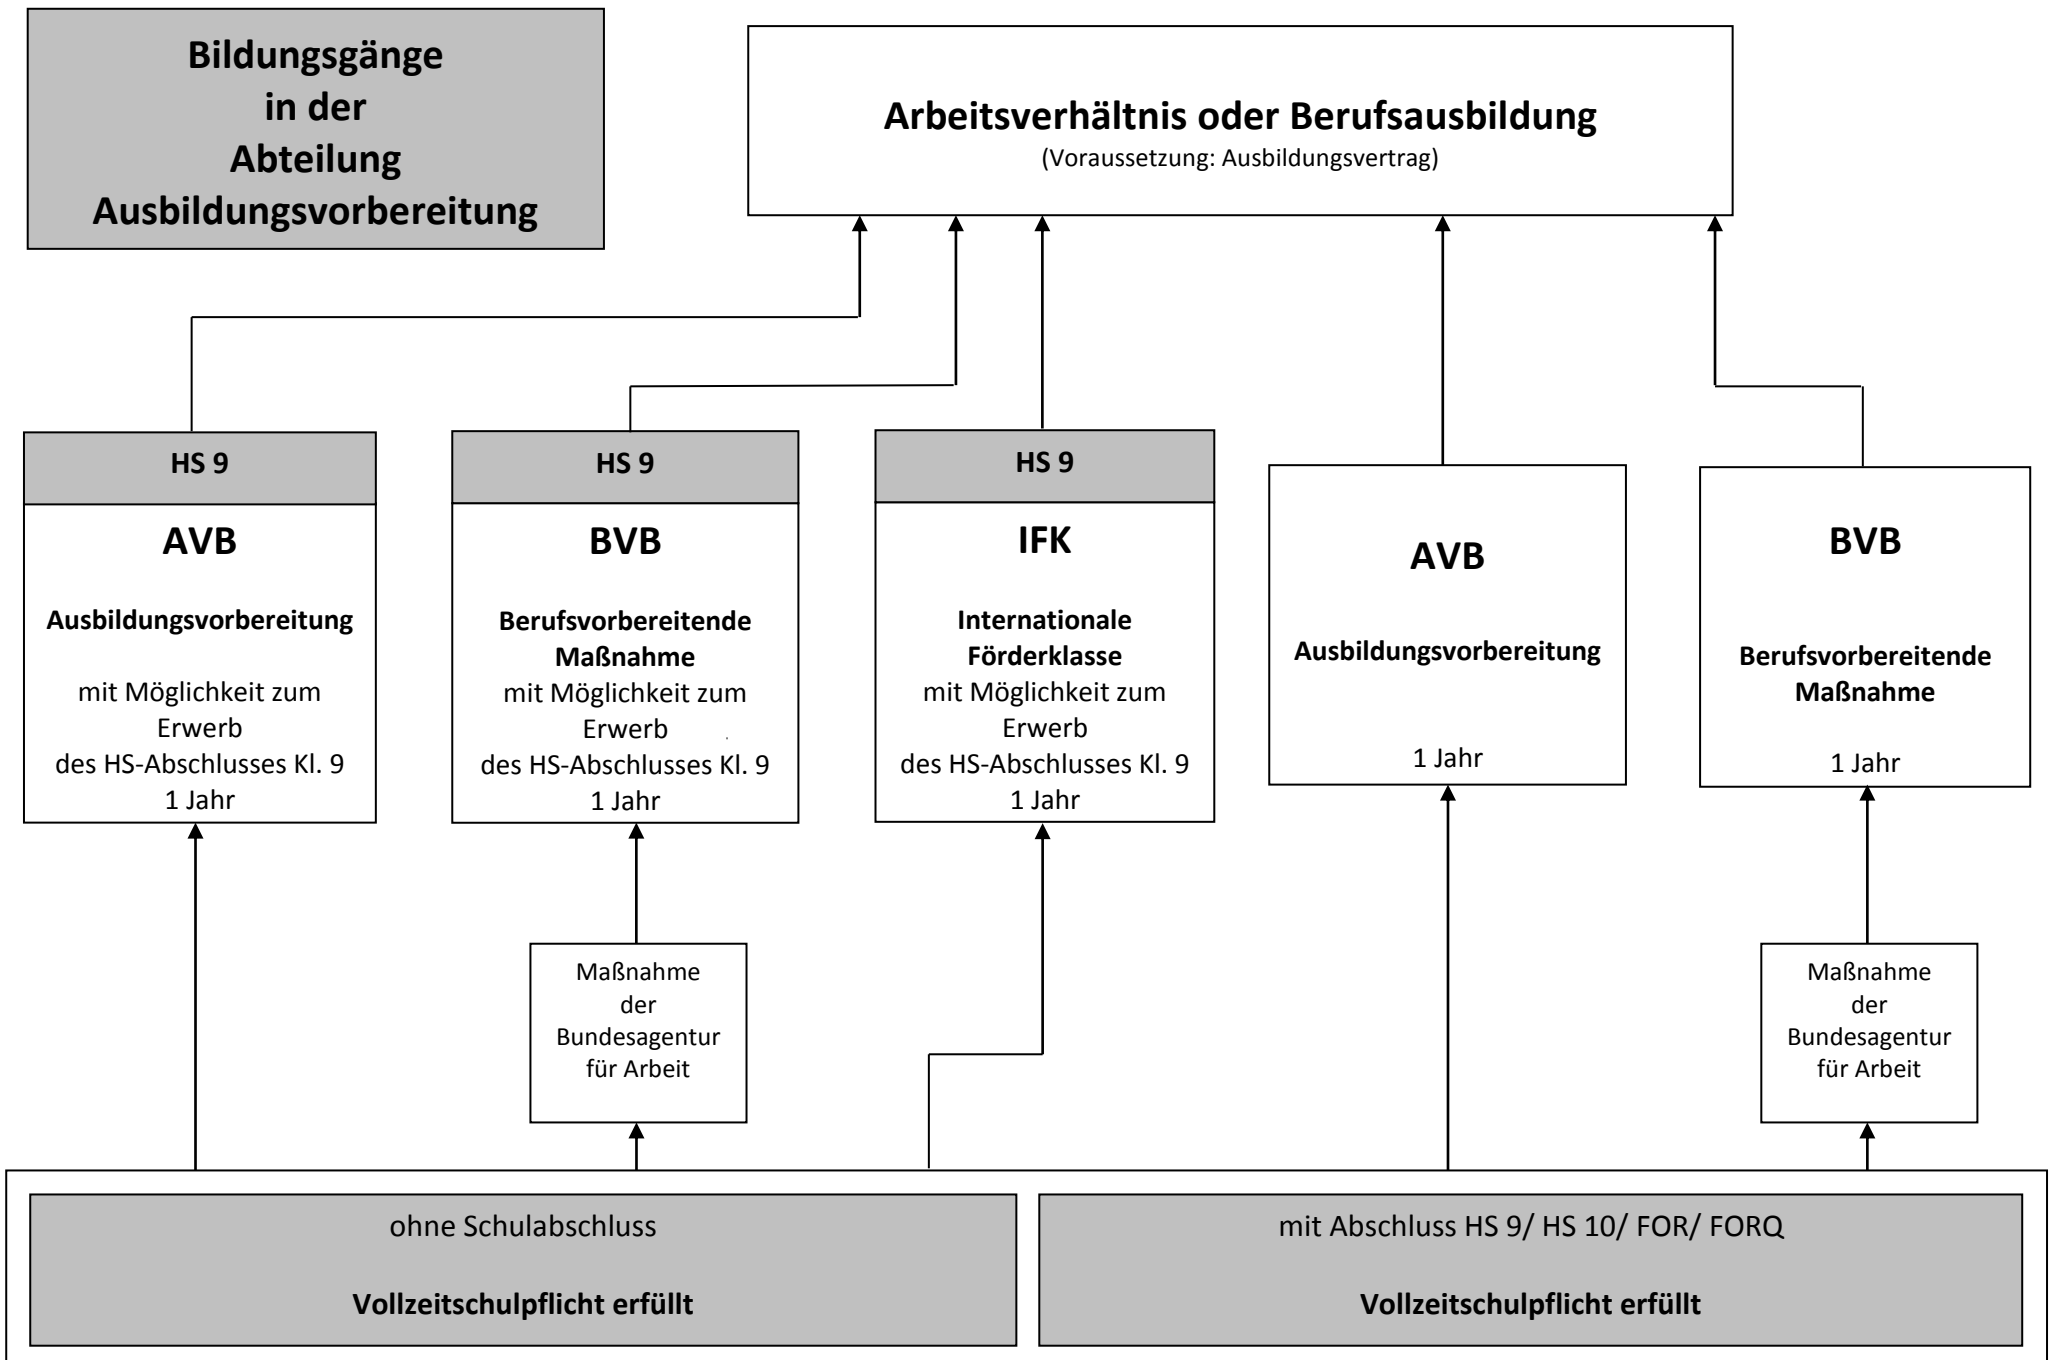 Bildungsgänge
in der
Abteilung
Ausbildungsvorbereitung
Arbeitsverhältnis oder Berufsausbildung
(Voraussetzung: Ausbildungsvertrag)
HS 9
AVB
Ausbildungsvorbereitung
mit Möglichkeit zum
Erwerb
des HS-Abschlusses Kl. 9
1 Jahr
HS 9
BVB
Berufsvorbereitende
Maßnahme
mit Möglichkeit zum
Erwerb
des HS-Abschlusses Kl. 9
1 Jahr
HS 9
IFK
Internationale
Förderklasse
mit Möglichkeit zum
Erwerb
des HS-Abschlusses Kl. 9
1 Jahr
AVB
Ausbildungsvorbereitung
1 Jahr
BVB
Berufsvorbereitende
Maßnahme
1 Jahr
Maßnahme
der
Bundesagentur
für Arbeit
Maßnahme
der
Bundesagentur
für Arbeit
ohne Schulabschluss
Vollzeitschulpflicht erfüllt
mit Abschluss HS 9/ HS 10/ FOR/ FORQ
Vollzeitschulpflicht erfüllt